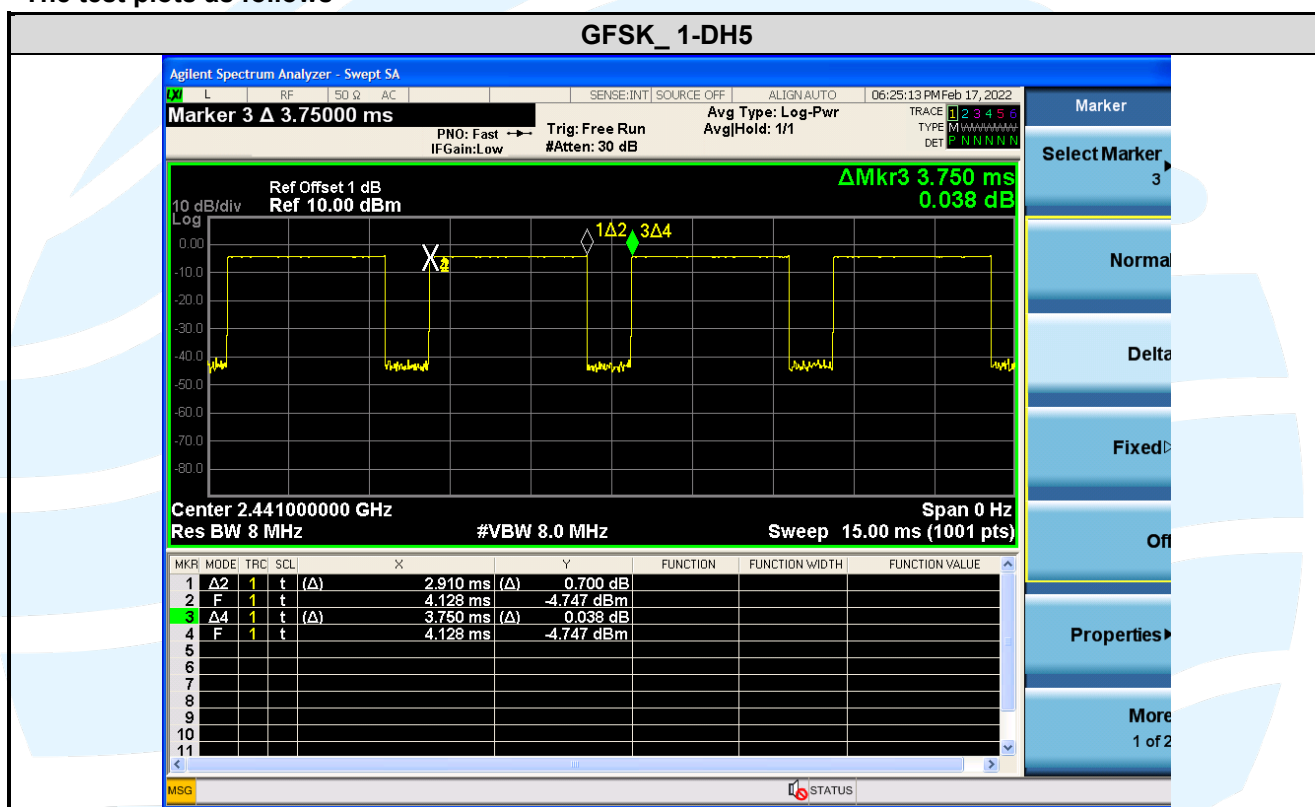 The test plots as follows
GFSK_ 1-DH5
Agilent Spectrum Analyzer - Swept SA
LXI L RF 50 Ω AC SENSE:INT SOURCE OFF ALIGN AUTO 06:25:13 PM Feb 17, 2022
Marker 3 Δ 3.75000 ms
PNO: Fast
IFGain:Low
Trig: Free Run
#Atten: 30 dB
Avg Type: Log-Pwr
Avg|Hold: 1/1
TRACE 1 2 3 4 5 6
TYPE M W W W W W
DET P N N N N N
ΔMkr3 3.750 ms
0.038 dB
Ref Offset 1 dB
10 dB/div Ref 10.00 dBm
Log
0.00
-10.0
-20.0
-30.0
-40.0
-50.0
-60.0
-70.0
-80.0
1Δ2 3Δ4
Center 2.441000000 GHz Span 0 Hz
Res BW 8 MHz #VBW 8.0 MHz Sweep 15.00 ms (1001 pts)
MKR MODE TRC SCL X Y FUNCTION FUNCTION WIDTH FUNCTION VALUE
1 Δ2 1 t (Δ) 2.910 ms (Δ) 0.700 dB
2 F 1 t 4.128 ms -4.747 dBm
3 Δ4 1 t (Δ) 3.750 ms (Δ) 0.038 dB
4 F 1 t 4.128 ms -4.747 dBm
5
6
7
8
9
10
11
MSG STATUS
Marker
Select Marker
3
Normal
Delta
Fixed
Off
Properties
More
1 of 2